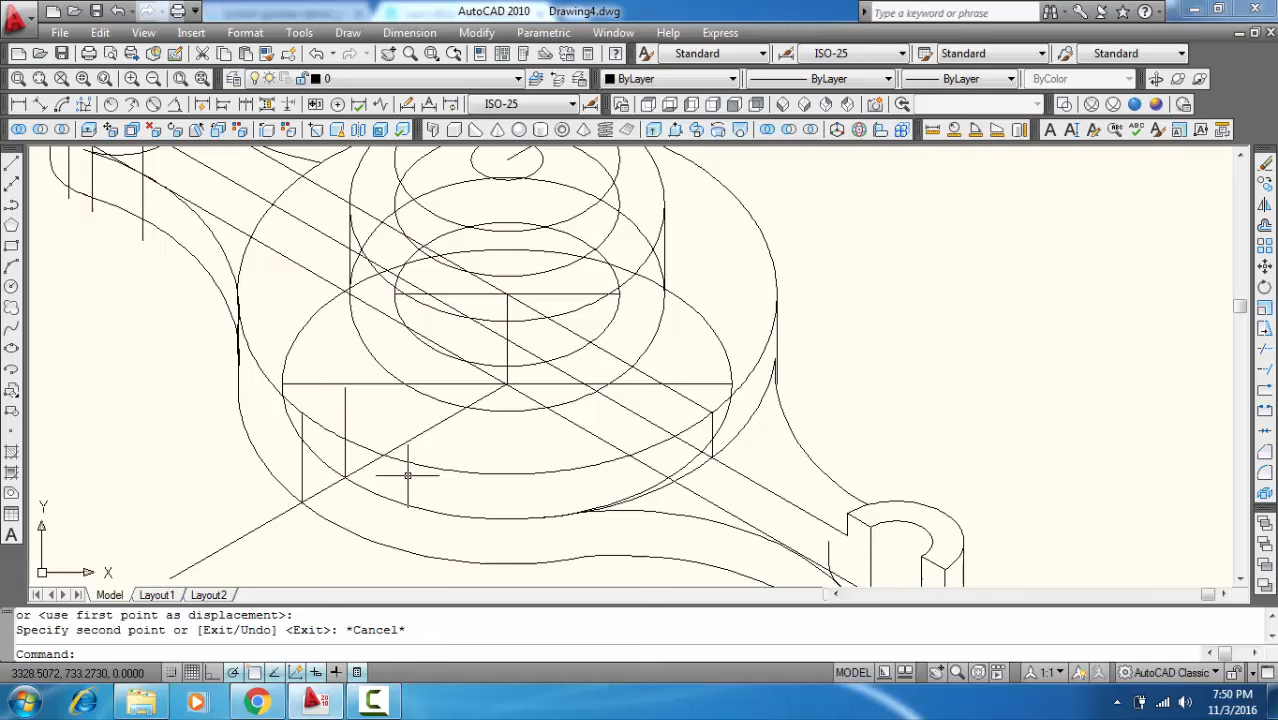 AutoCAD 2010 Drawing4.dwg
Type a keyword or phrase
File Edit View Insert Format Tools Draw Dimension Modify Parametric Window Help Express
Standard ISO-25 Standard Standard
0 ByLayer ByLayer ByLayer ByColor
ISO-25
Y
X
Model Layout1 Layout2
or <use first point as displacement>:
Specify second point or [Exit/Undo] <Exit>: *Cancel*
Command:
3328.5072, 733.2730, 0.0000 MODEL 1:1 AutoCAD Classic
7:50 PM
11/3/2016